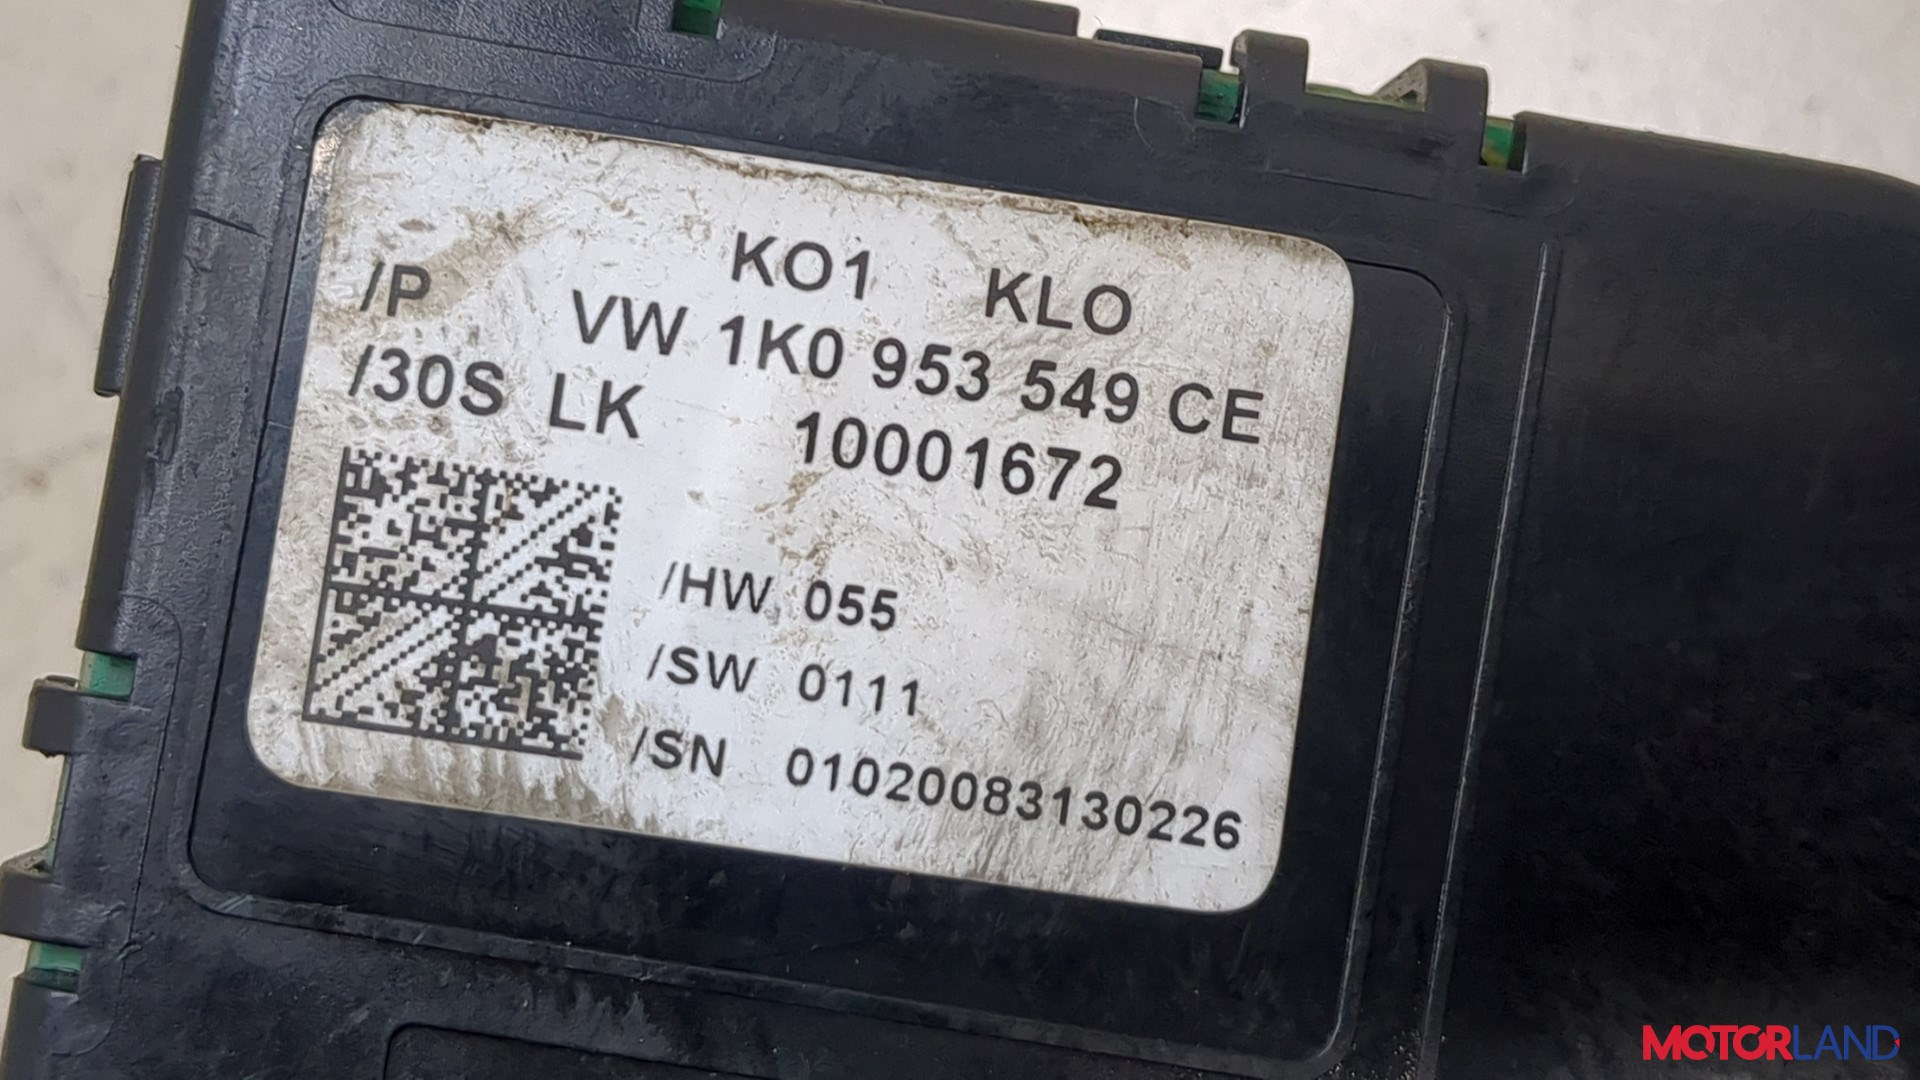 KO1 KLO
/P VW 1K0 953 549 CE
/30S LK 10001672
/HW 055
/SW 0111
/SN 01020083130226
MOTORLAND